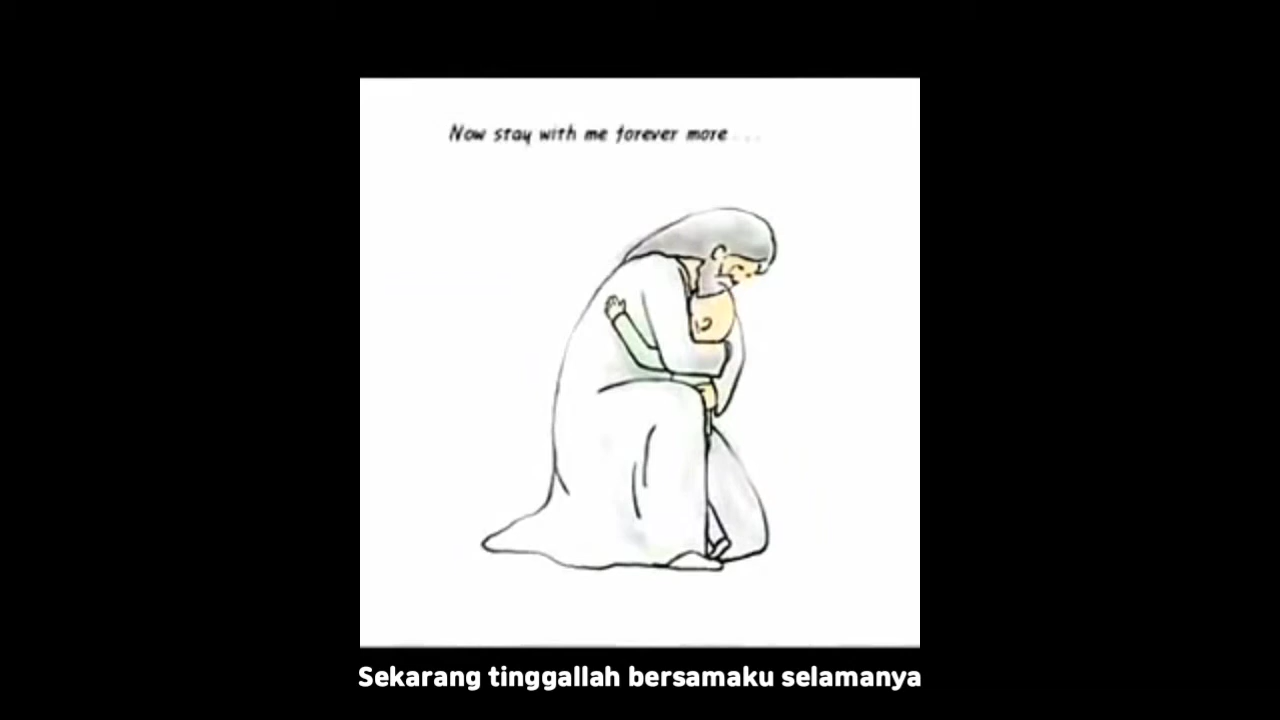 Now stay with me forever more . . .
Sekarang tinggallah bersamaku selamanya